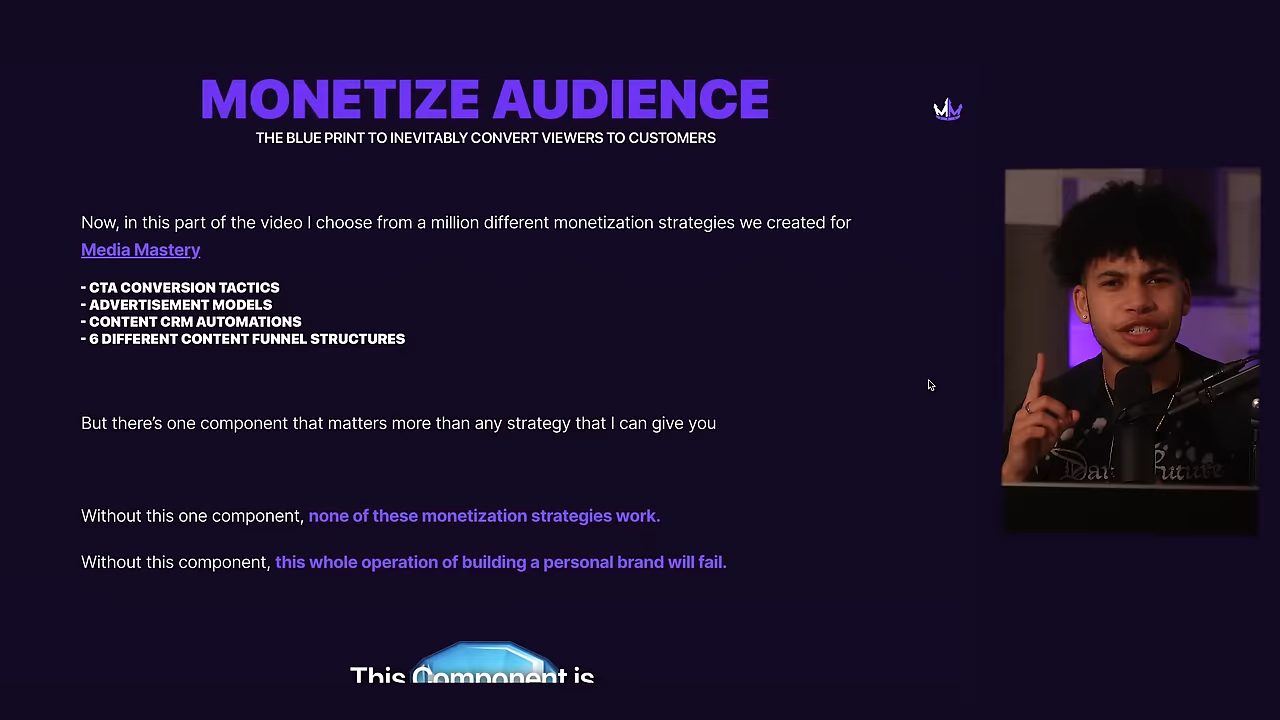 MONETIZE AUDIENCE
THE BLUE PRINT TO INEVITABLY CONVERT VIEWERS TO CUSTOMERS
Now, in this part of the video I choose from a million different monetization strategies we created for
Media Mastery
- CTA CONVERSION TACTICS
- ADVERTISEMENT MODELS
- CONTENT CRM AUTOMATIONS
- 6 DIFFERENT CONTENT FUNNEL STRUCTURES
But there's one component that matters more than any strategy that I can give you
Without this one component, none of these monetization strategies work.
Without this component, this whole operation of building a personal brand will fail.
This Component is